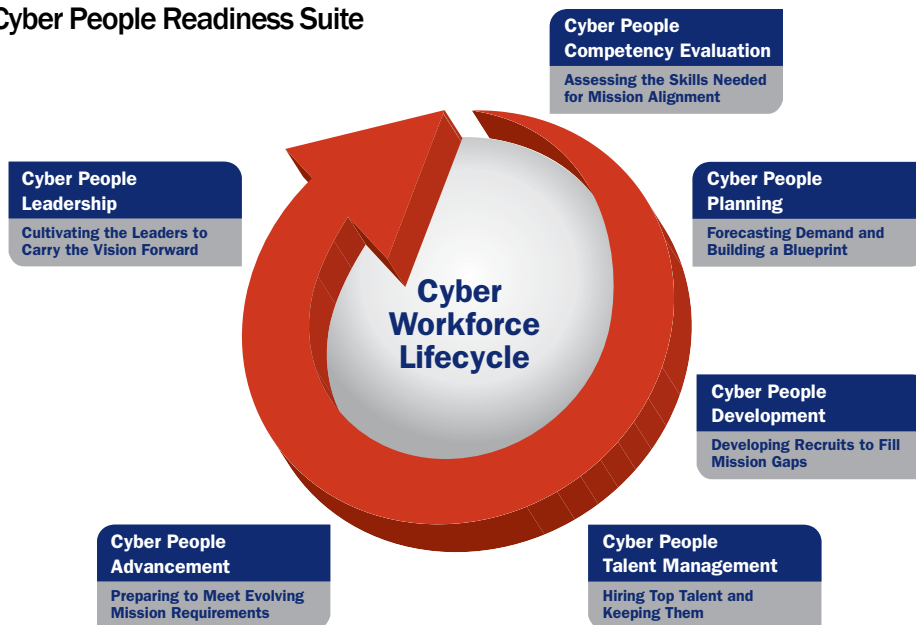 Cyber People Readiness Suite
Cyber People
Competency Evaluation
Assessing the Skills Needed
for Mission Alignment
Cyber People
Planning
Forecasting Demand and
Building a Blueprint
Cyber People
Development
Developing Recruits to Fill
Mission Gaps
Cyber People
Talent Management
Hiring Top Talent and
Keeping Them
Cyber People
Advancement
Preparing to Meet Evolving
Mission Requirements
Cyber People
Leadership
Cultivating the Leaders to
Carry the Vision Forward
Cyber
Workforce
Lifecycle